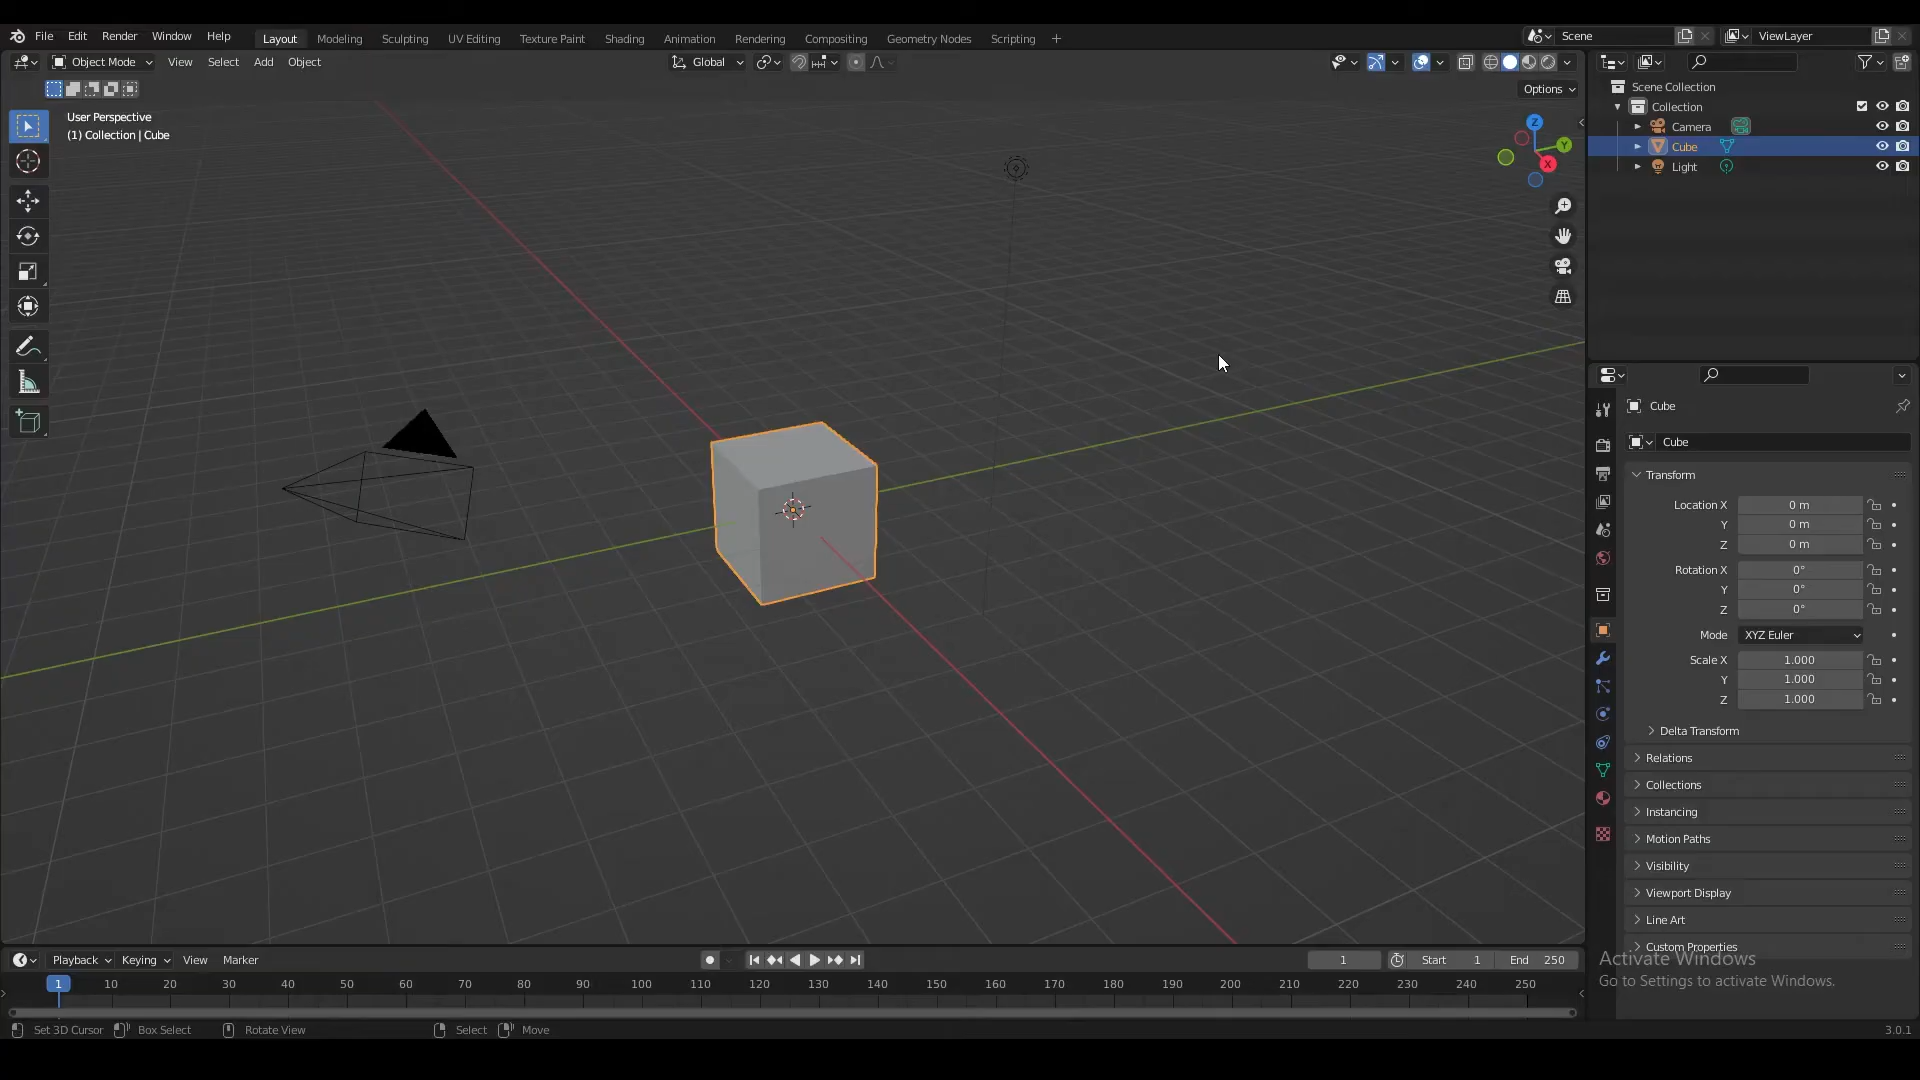 File Edit Render Window Help Layout Modeling Sculpting UV Editing Texture Paint Shading Animation Rendering Compositing Geometry Nodes Scripting + Scene ViewLayer
Object Mode View Select Add Object Global
Options
User Perspective
(1) Collection | Cube
Z
Y
X
Scene Collection
Collection
Camera
Cube
Light
Cube
Cube
Transform
Location X 0 m
Y 0 m
Z 0 m
Rotation X 0°
Y 0°
Z 0°
Mode XYZ Euler
Scale X 1.000
Y 1.000
Z 1.000
Delta Transform
Relations
Collections
Instancing
Motion Paths
Visibility
Viewport Display
Line Art
Custom Properties
Activate Windows
Go to Settings to activate Windows.
Playback Keying View Marker 1 Start 1 End 250
1 10 20 30 40 50 60 70 80 90 100 110 120 130 140 150 160 170 180 190 200 210 220 230 240 250
Set 3D Cursor Box Select Rotate View Select Move 3.0.1